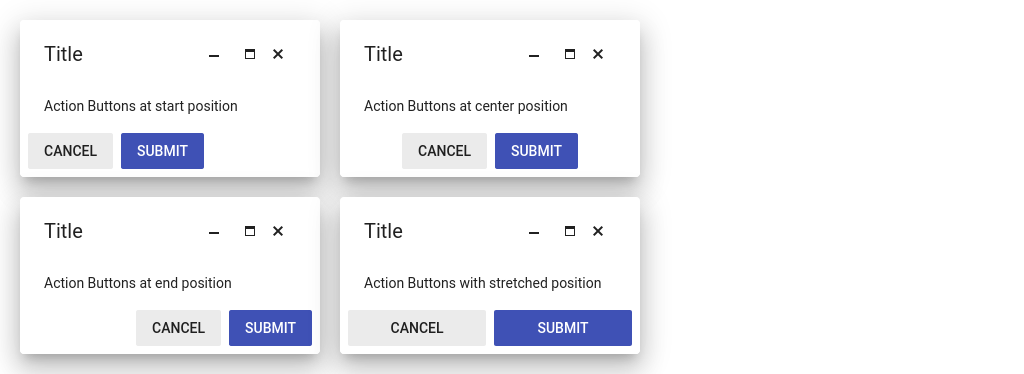 Title
Action Buttons at start position
CANCEL SUBMIT
Title
Action Buttons at center position
CANCEL SUBMIT
Title
Action Buttons at end position
CANCEL SUBMIT
Title
Action Buttons with stretched position
CANCEL SUBMIT